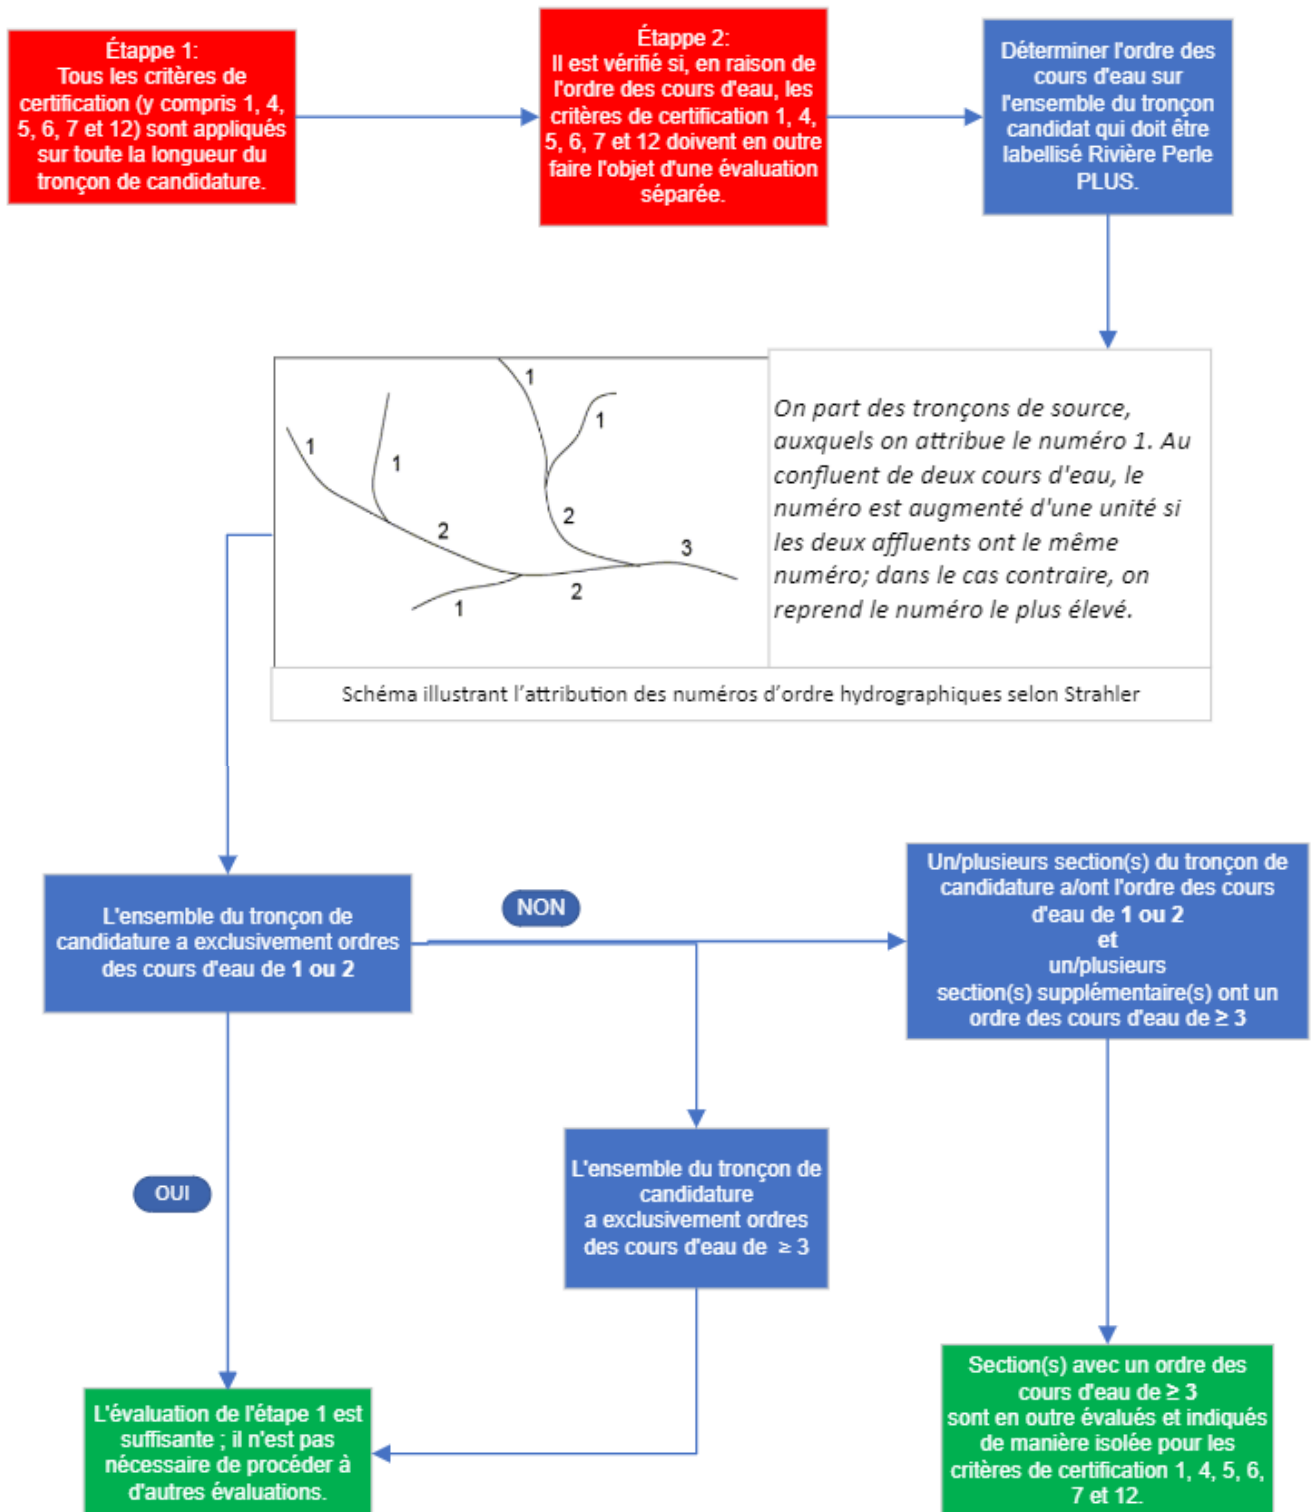 Étappe 1:
Tous les critères de
certification (y compris 1, 4,
5, 6, 7 et 12) sont appliqués
sur toute la longueur du
tronçon de candidature.
Étappe 2:
Il est vérifié si, en raison de
l'ordre des cours d'eau, les
critères de certification 1, 4,
5, 6, 7 et 12 doivent en outre
faire l'objet d'une évaluation
séparée.
Déterminer l'ordre des
cours d'eau sur
l'ensemble du tronçon
candidat qui doit être
labellisé Rivière Perle
PLUS.
1
1
1
1
2
2
3
2
1
On part des tronçons de source,
auxquels on attribue le numéro 1. Au
confluent de deux cours d'eau, le
numéro est augmenté d'une unité si
les deux affluents ont le même
numéro; dans le cas contraire, on
reprend le numéro le plus élevé.
Schéma illustrant l’attribution des numéros d’ordre hydrographiques selon Strahler
L'ensemble du tronçon de
candidature a exclusivement ordres
des cours d'eau de 1 ou 2
NON
Un/plusieurs section(s) du tronçon de
candidature a/ont l'ordre des cours
d'eau de 1 ou 2
et
un/plusieurs
section(s) supplémentaire(s) ont un
ordre des cours d'eau de ≥ 3
OUI
L'ensemble du tronçon de
candidature
a exclusivement ordres
des cours d'eau de ≥ 3
L'évaluation de l'étape 1 est
suffisante ; il n'est pas
nécessaire de procéder à
d'autres évaluations.
Section(s) avec un ordre des
cours d'eau de ≥ 3
sont en outre évalués et indiqués
de manière isolée pour les
critères de certification 1, 4, 5, 6,
7 et 12.